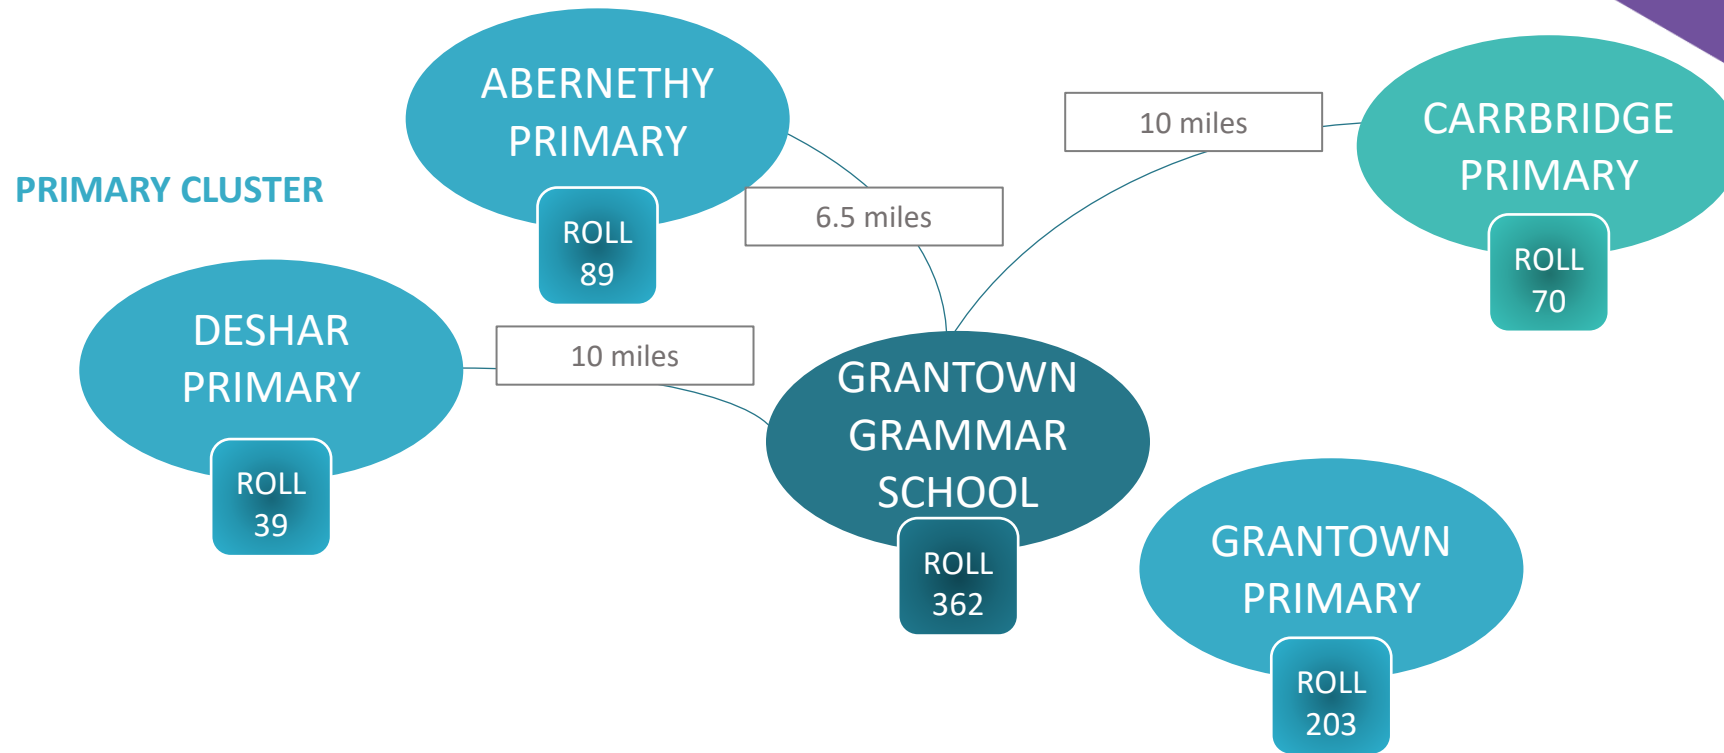 ABERNETHY
PRIMARY
ROLL
89
10 miles
CARRBRIDGE
PRIMARY
ROLL
70
PRIMARY CLUSTER
6.5 miles
DESHAR
PRIMARY
ROLL
39
10 miles
GRANTOWN
GRAMMAR
SCHOOL
ROLL
362
GRANTOWN
PRIMARY
ROLL
203